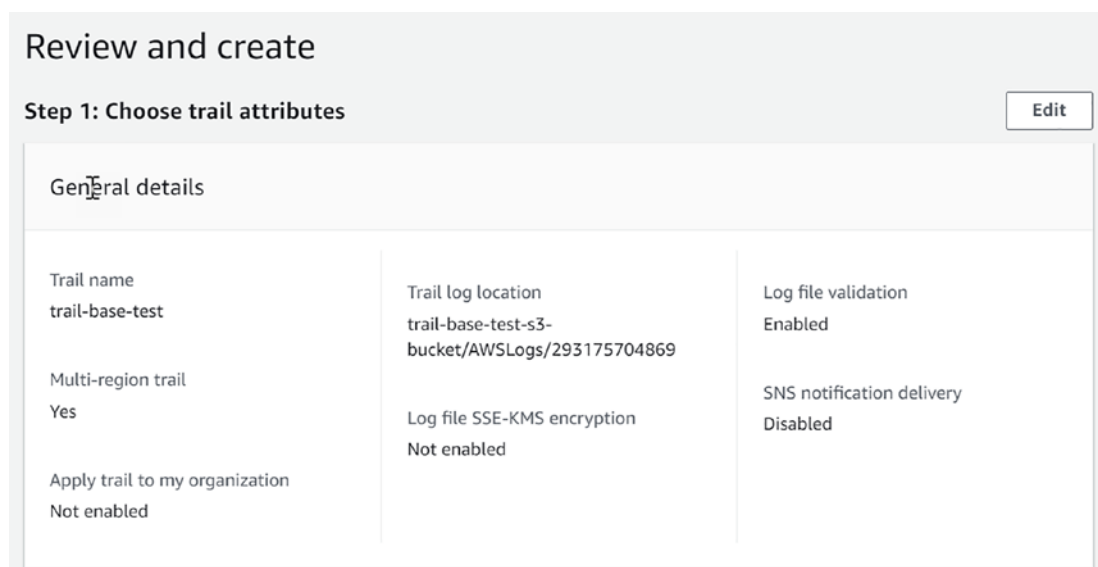 Review and create
Step 1: Choose trail attributes
Edit
General details
Trail name
trail-base-test
Multi-region trail
Yes
Apply trail to my organization
Not enabled
Trail log location
trail-base-test-s3-
bucket/AWSLogs/293175704869
Log file SSE-KMS encryption
Not enabled
Log file validation
Enabled
SNS notification delivery
Disabled